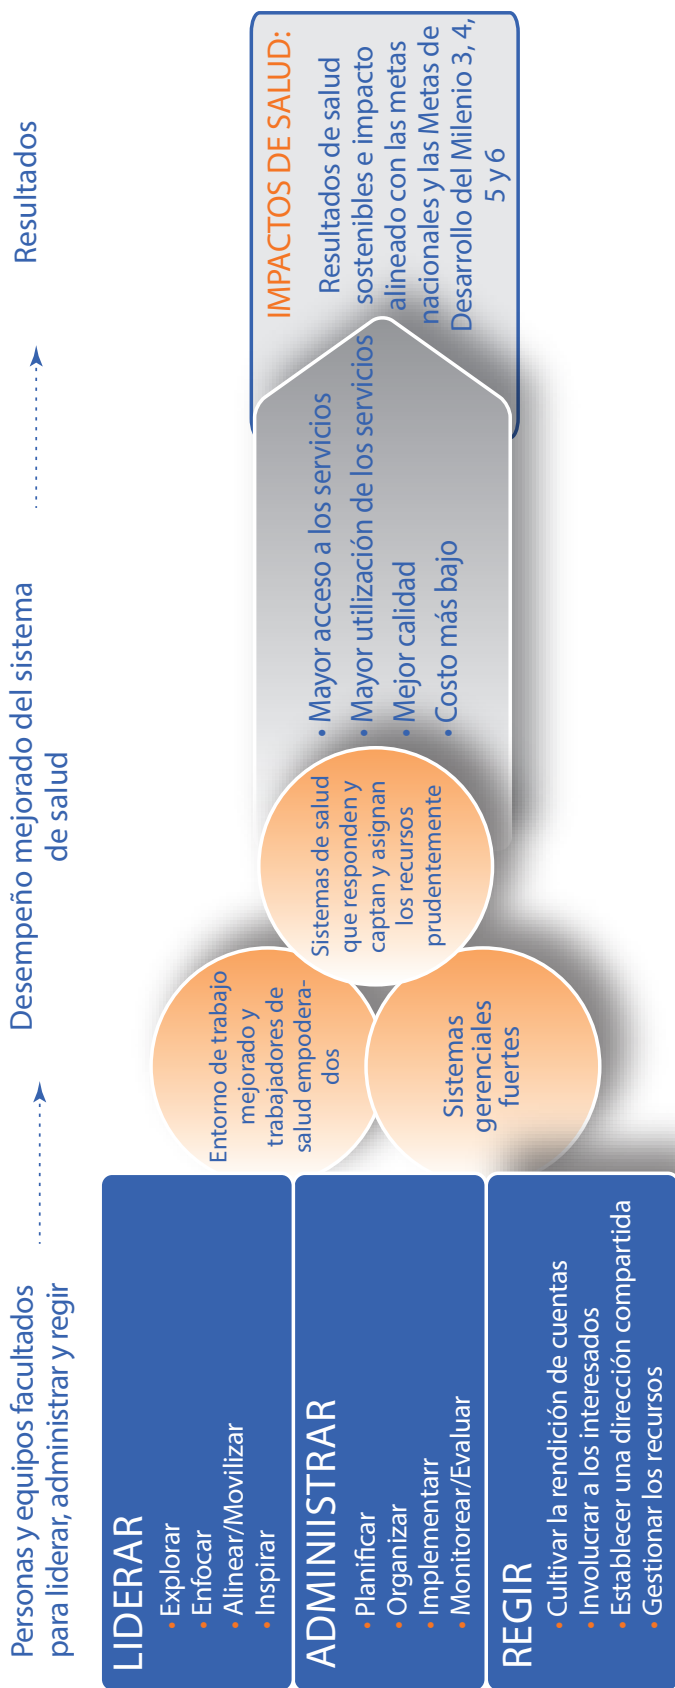 Personas y equipos facultados
para liderar, administrar y regir
Desempeño mejorado del sistema
de salud
Resultados
LIDERAR
• Explorar
• Enfocar
• Alinear/Movilizar
• Inspirar
ADMINIISTRAR
• Planificar
• Organizar
• Implementarr
• Monitorear/Evaluar
REGIR
• Cultivar la rendición de cuentas
• Involucrar a los interesados
• Establecer una dirección compartida
• Gestionar los recursos
Entorno de trabajo
mejorado y
trabajadores de
salud empodera-
dos
Sistemas
gerenciales
fuertes
Sistemas de salud
que responden y
captan y asignan
los recursos
prudentemente
• Mayor acceso a los servicios
• Mayor utilización de los servicios
• Mejor calidad
• Costo más bajo
IMPACTOS DE SALUD:
Resultados de salud
sostenibles e impacto
alineado con las metas
nacionales y las Metas de
Desarrollo del Milenio 3, 4,
5 y 6